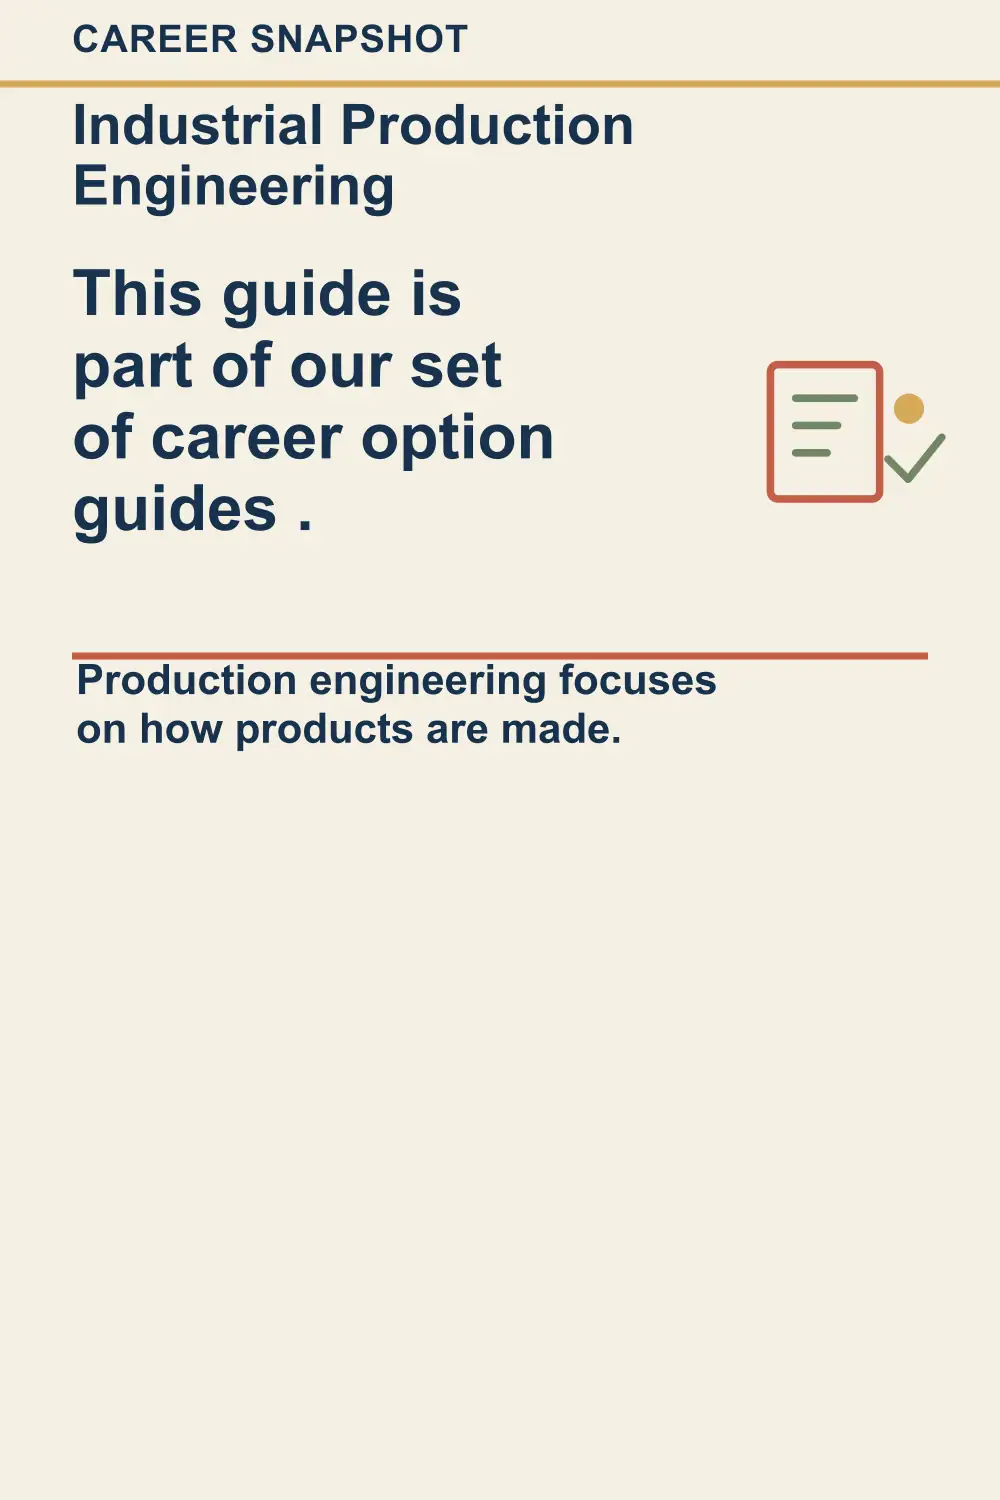 CAREER SNAPSHOT
Industrial Production
Engineering
This guide is
part of our set
of career option
guides .
Production engineering focuses
on how products are made.